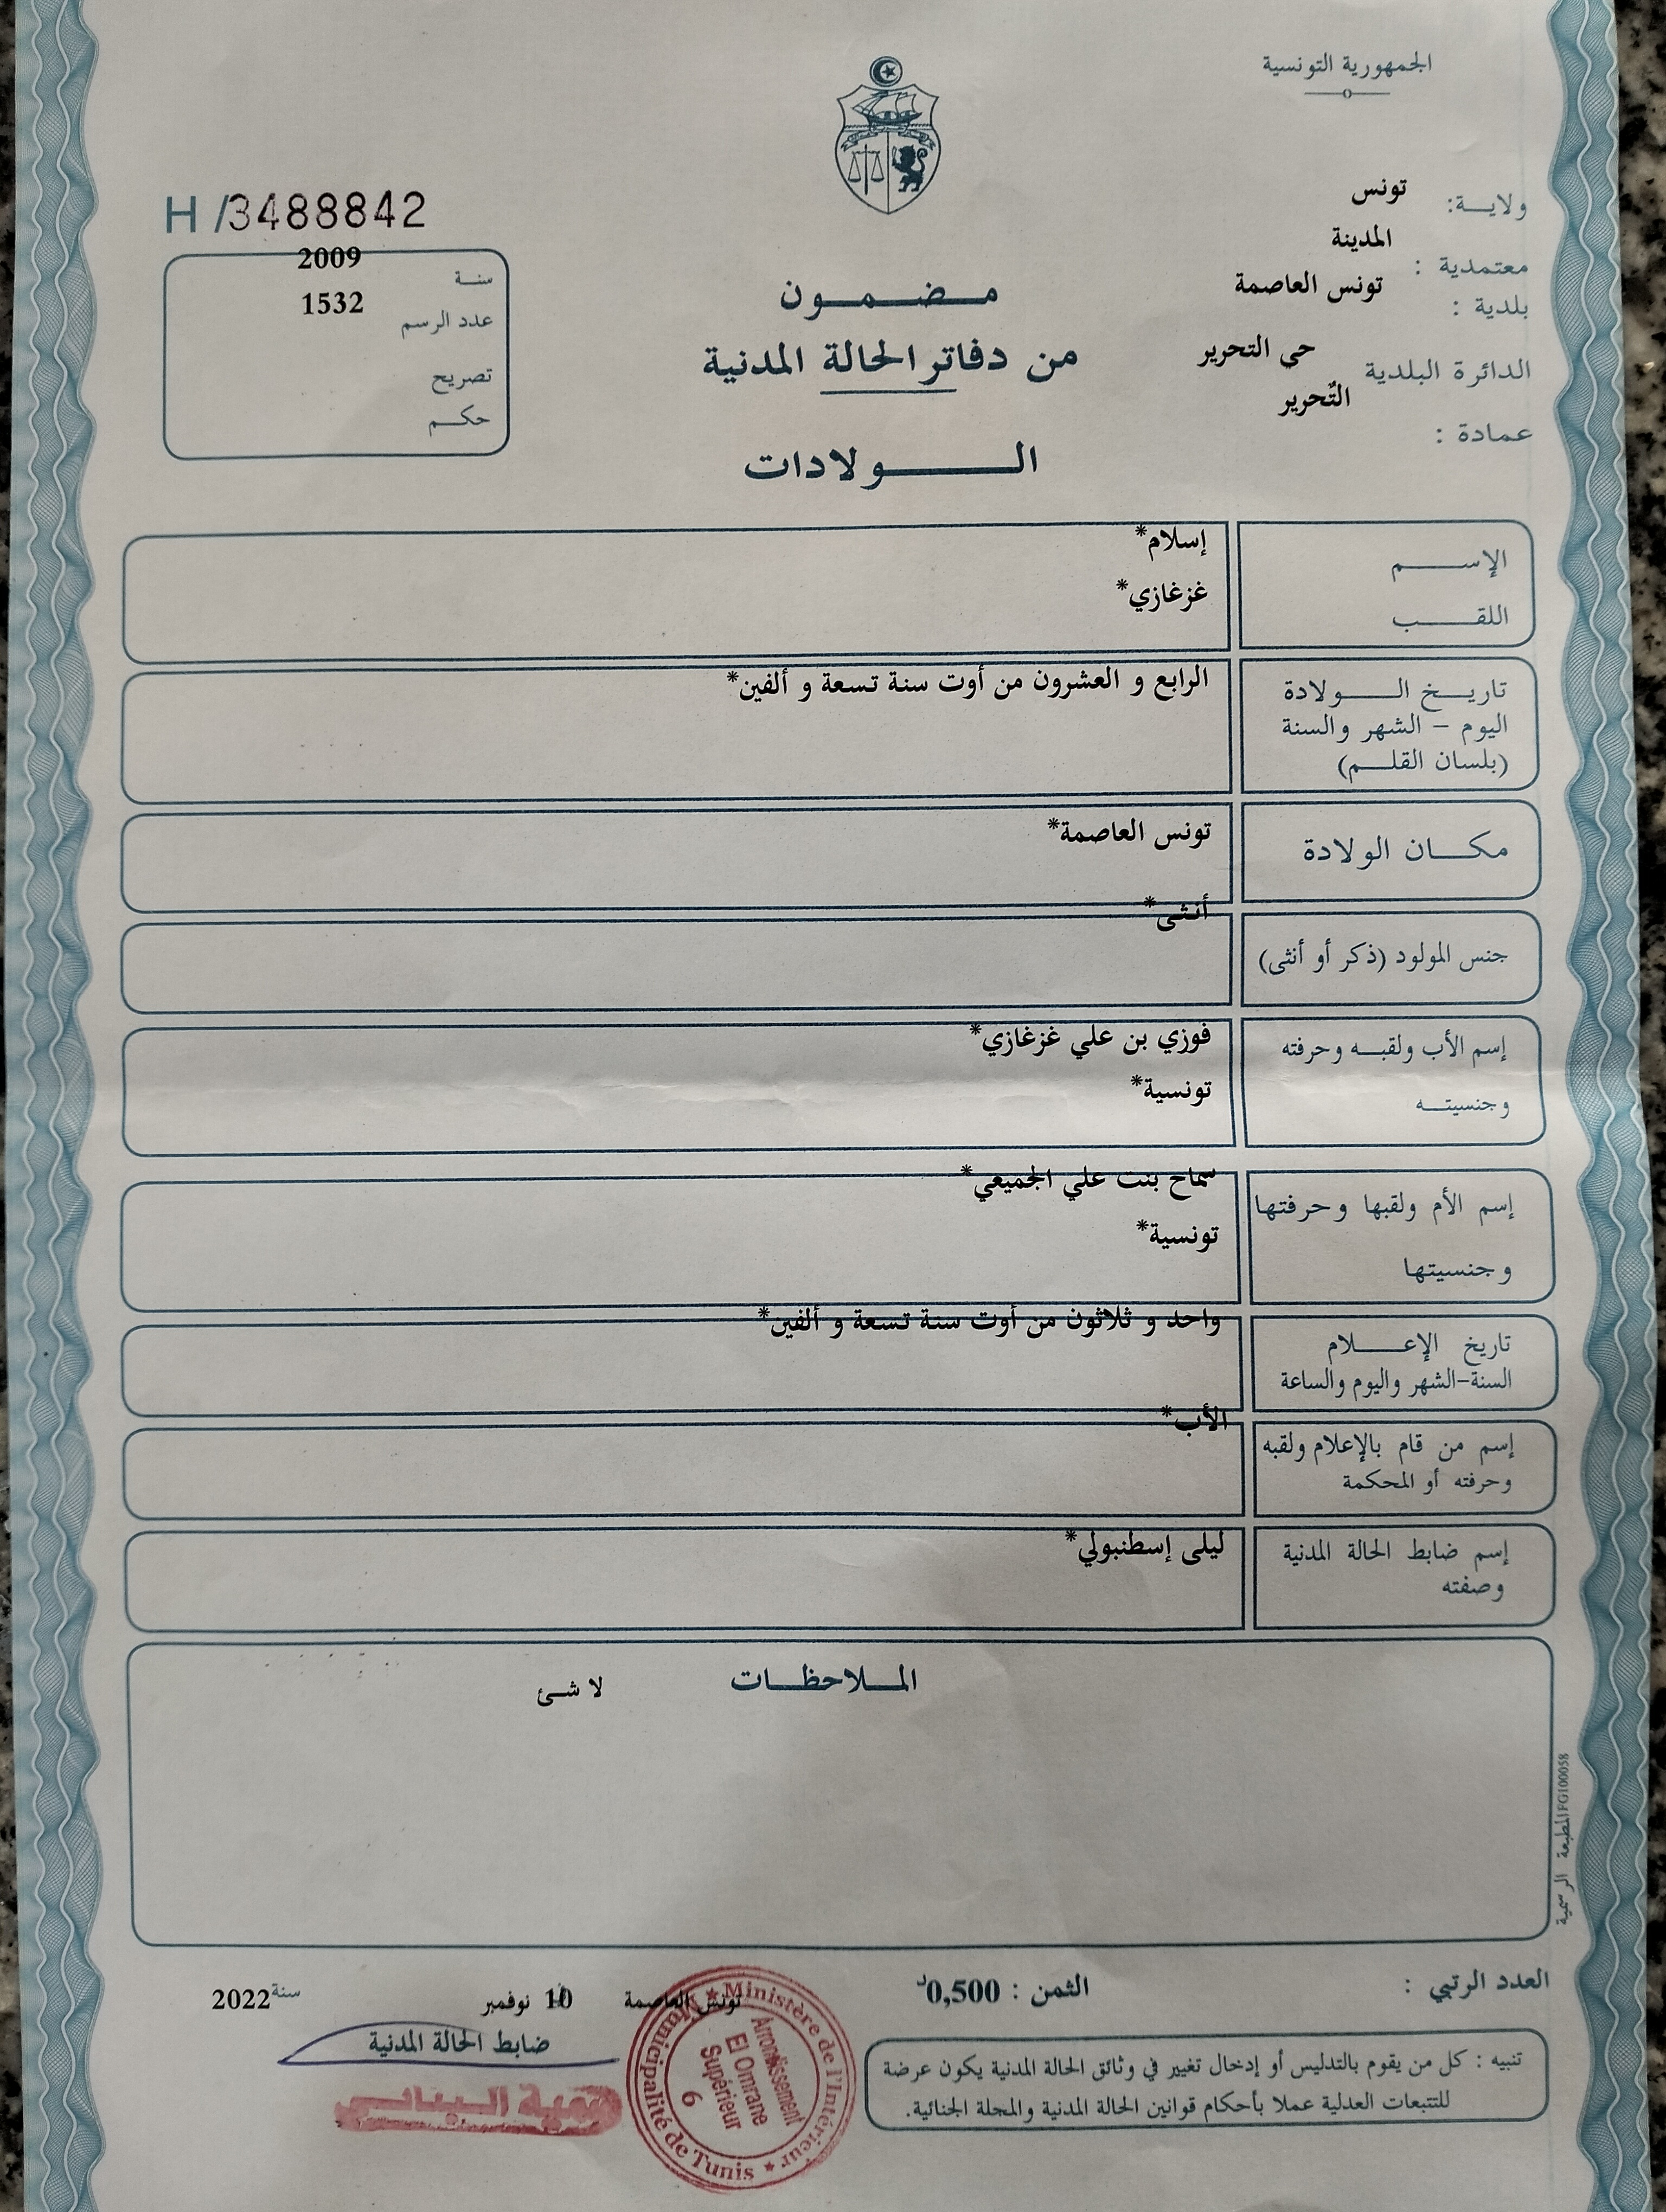 الجمهورية التونسية
ولاية: تونس
معتمدية : المدينة
بلدية : تونس العاصمة
الدائرة البلدية حى التحرير
عمادة : التّحرير
H /3488842
سنة 2009
عدد الرسم 1532
تصريح
حكم
مضمون
من دفاتر الحالة المدنية
الولادات
الإسم إسلام*
اللقب غزغازي*
تاريخ الولادة الرابع و العشرون من أوت سنة تسعة و ألفين*
اليوم - الشهر والسنة
(بلسان القلم)
مكان الولادة تونس العاصمة*
جنس المولود (ذكر أو أنثى) أنثى*
إسم الأب ولقبه وحرفته فوزي بن علي غزغازي*
وجنسيته تونسية*
إسم الأم ولقبها وحرفتها سماح بنت علي الجميعي*
وجنسيتها تونسية*
تاريخ الإعلام واحد و ثلاثون من أوت سنة تسعة و ألفين*
السنة-الشهر واليوم والساعة
إسم من قام بالإعلام ولقبه الأب*
وحرفته أو المحكمة
إسم ضابط الحالة المدنية ليلى إسطنبولي*
وصفته
الملاحظات
لا شئ
المطبعة الرسمية FG100058
العدد الرتبي :
الثمن : 0,500د
تونس العاصمة 10 نوفمبر سنة 2022
ضابط الحالة المدنية
تنبيه : كل من يقوم بالتدليس أو إدخال تغيير في وثائق الحالة المدنية يكون عرضة
للتتبعات العدلية عملا بأحكام قوانين الحالة المدنية والمجلة الجنائية.
Ministère de l'Intérieur
Municipalité de Tunis
Arrondissement
El Omrane
Supérieur
6